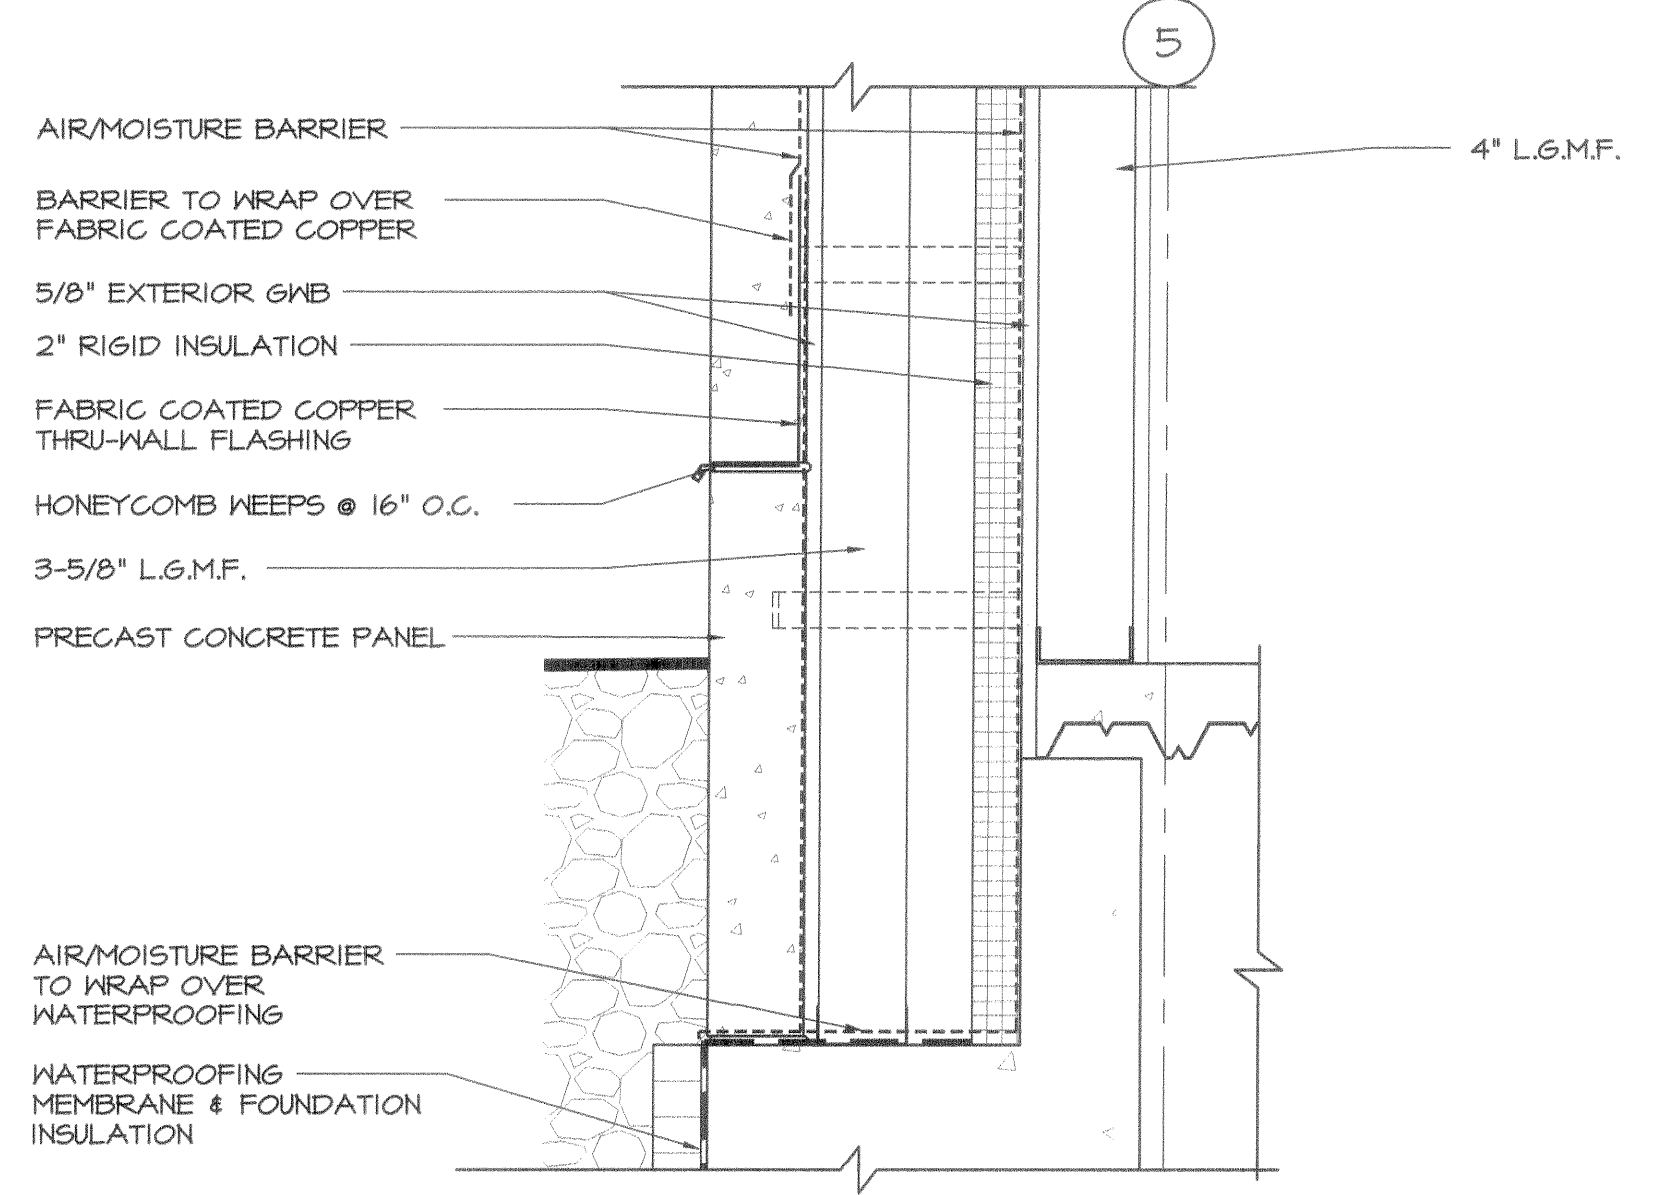 5
AIR/MOISTURE BARRIER
4" L.G.M.F.
BARRIER TO WRAP OVER
FABRIC COATED COPPER
5/8" EXTERIOR GWB
2" RIGID INSULATION
FABRIC COATED COPPER
THRU-WALL FLASHING
HONEYCOMB WEEPS @ 16" O.C.
3-5/8" L.G.M.F.
PRECAST CONCRETE PANEL
AIR/MOISTURE BARRIER
TO WRAP OVER
WATERPROOFING
WATERPROOFING
MEMBRANE & FOUNDATION
INSULATION